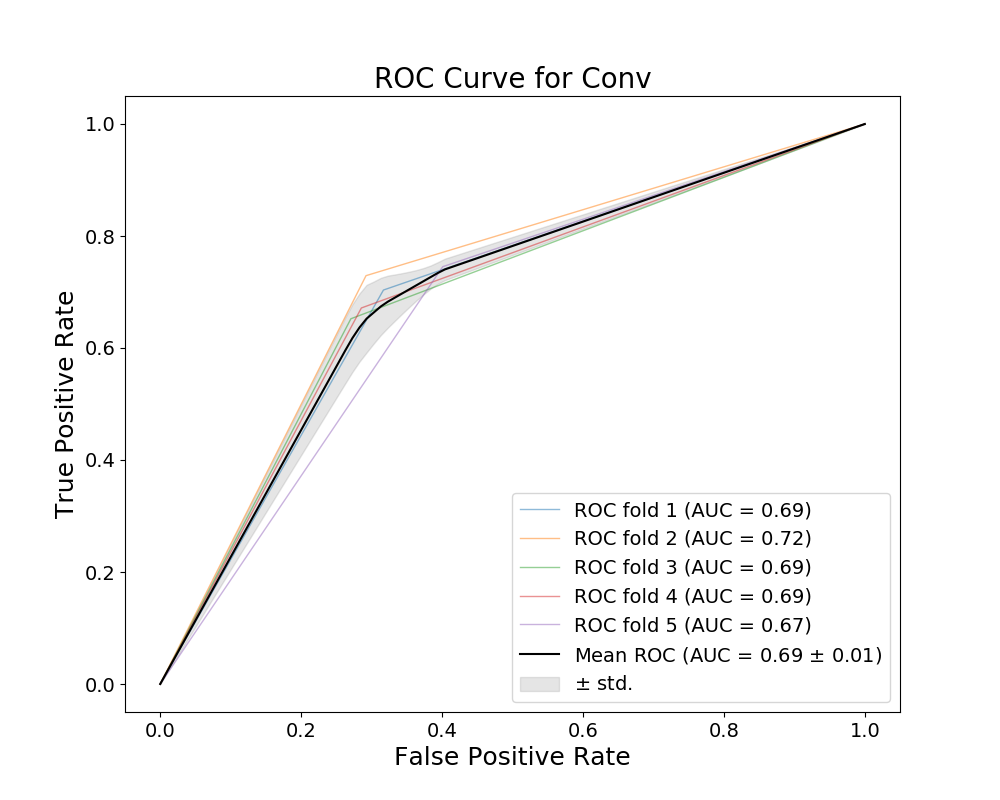 ROC Curve for Conv
True Positive Rate
1.0
0.8
0.6
0.4
0.2
0.0
ROC fold 1 (AUC = 0.69)
ROC fold 2 (AUC = 0.72)
ROC fold 3 (AUC = 0.69)
ROC fold 4 (AUC = 0.69)
ROC fold 5 (AUC = 0.67)
Mean ROC (AUC = 0.69 ± 0.01)
± std.
0.0 0.2 0.4 0.6 0.8 1.0
False Positive Rate